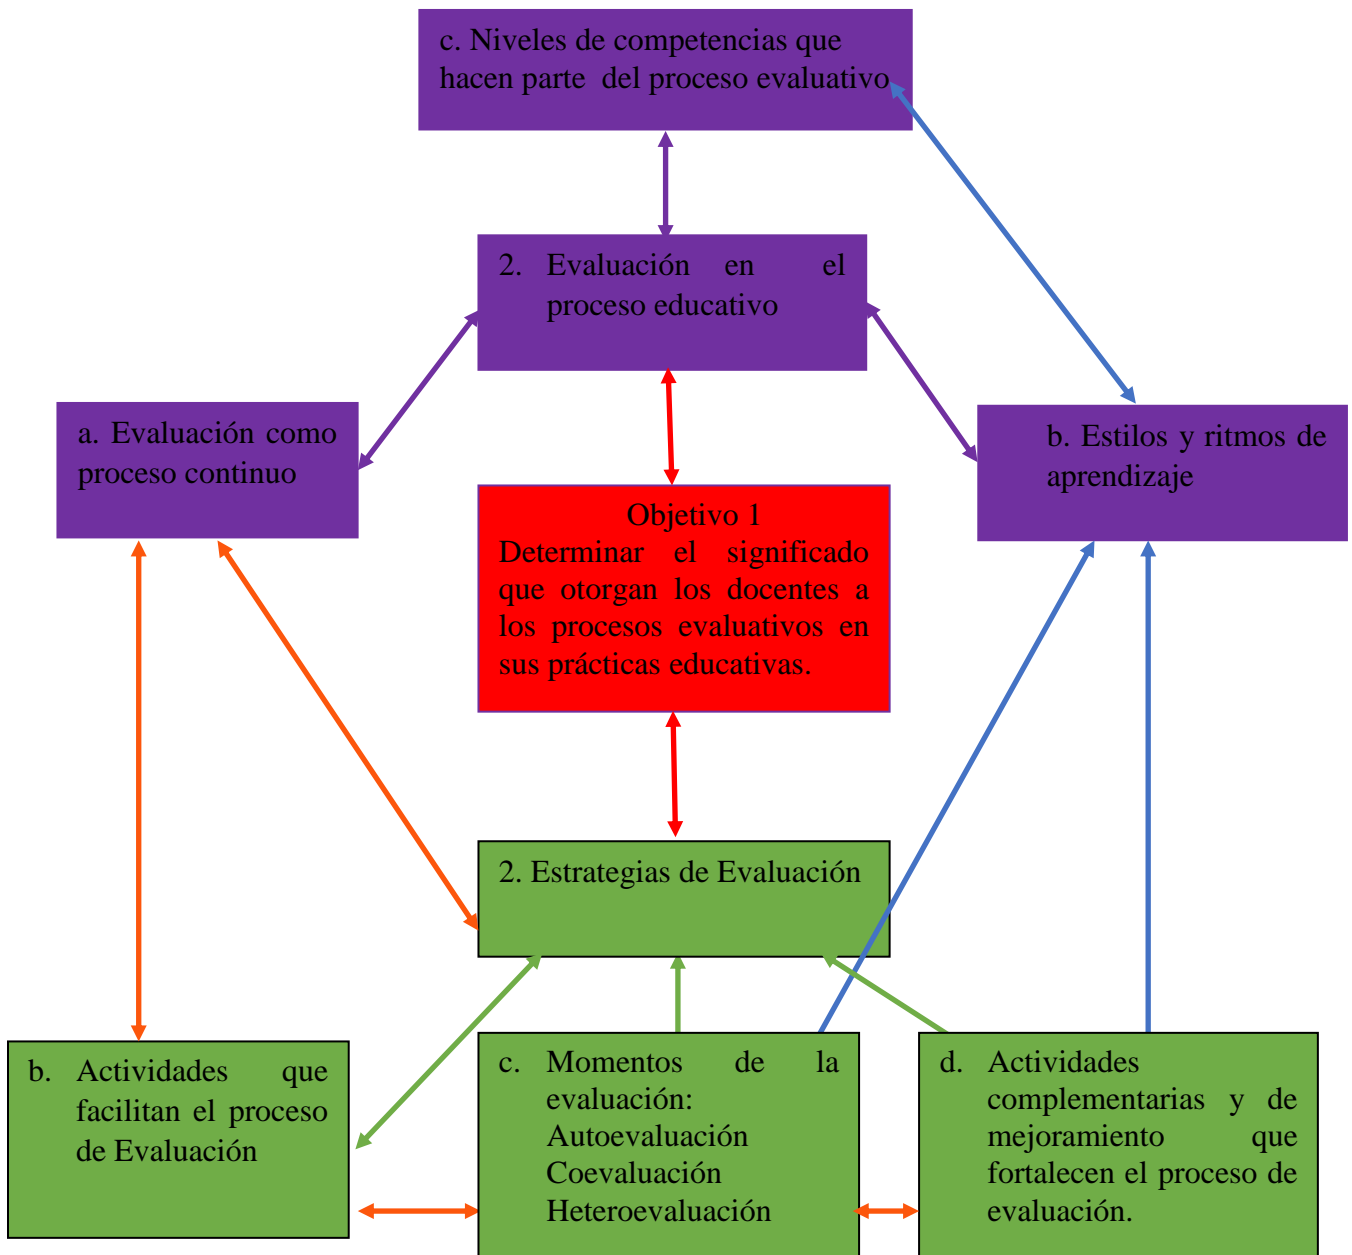 c. Niveles de competencias que
hacen parte del proceso evaluativo
2. Evaluación en el
proceso educativo
a. Evaluación como
proceso continuo
b. Estilos y ritmos de
aprendizaje
Objetivo 1
Determinar el significado
que otorgan los docentes a
los procesos evaluativos en
sus prácticas educativas.
2. Estrategias de Evaluación
b. Actividades que
facilitan el proceso
de Evaluación
c. Momentos de la
evaluación:
Autoevaluación
Coevaluación
Heteroevaluación
d. Actividades
complementarias y de
mejoramiento que
fortalecen el proceso de
evaluación.